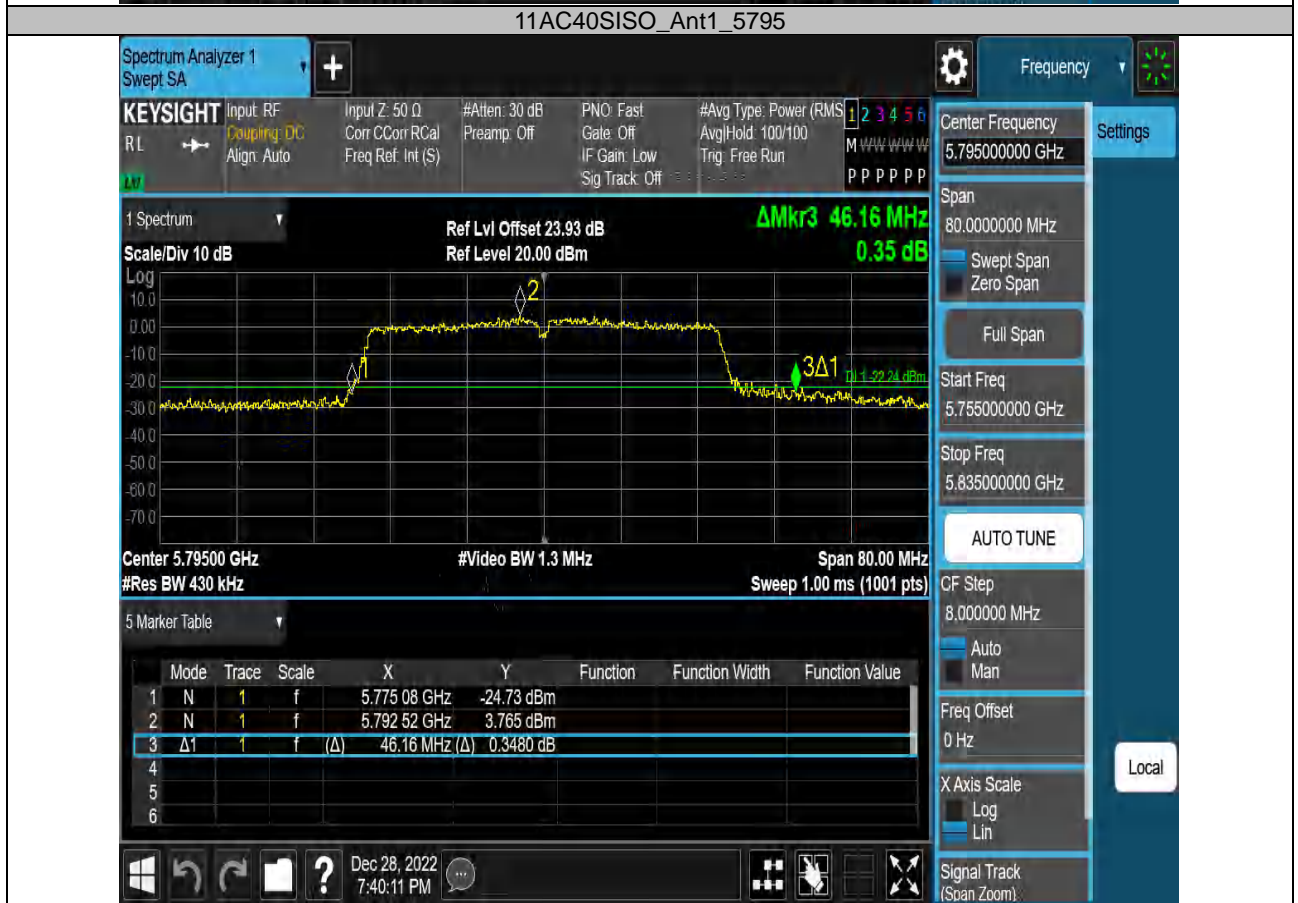 11AC40SISO_Ant1_5795
Spectrum Analyzer 1
Swept SA
+
Frequency
KEYSIGHT
RL
Input: RF
Coupling: DC
Align: Auto
Input Z: 50 Ω
Corr CCorr RCal
Freq Ref: Int (S)
#Atten: 30 dB
Preamp: Off
PNO: Fast
Gate: Off
IF Gain: Low
Sig Track: Off
#Avg Type: Power (RMS
Avg|Hold: 100/100
Trig: Free Run
1 2 3 4 5 6
M W W W W W
P P P P P P
Center Frequency
5.795000000 GHz
Settings
Span
80.0000000 MHz
Swept Span
Zero Span
Full Span
Start Freq
5.755000000 GHz
Stop Freq
5.835000000 GHz
AUTO TUNE
CF Step
8.000000 MHz
Auto
Man
Freq Offset
0 Hz
X Axis Scale
Log
Lin
Local
Signal Track
(Span Zoom)
1 Spectrum
Scale/Div 10 dB
Ref Lvl Offset 23.93 dB
Ref Level 20.00 dBm
ΔMkr3 46.16 MHz
0.35 dB
Log
10.0
0.00
-10.0
-20.0
-30.0
-40.0
-50.0
-60.0
-70.0
2
1
3Δ1
DL1 -22.24 dBm
Center 5.79500 GHz
#Res BW 430 kHz
#Video BW 1.3 MHz
Span 80.00 MHz
Sweep 1.00 ms (1001 pts)
5 Marker Table
Mode Trace Scale X Y Function Function Width Function Value
1 N 1 f 5.775 08 GHz -24.73 dBm
2 N 1 f 5.792 52 GHz 3.765 dBm
3 Δ1 1 f (Δ) 46.16 MHz (Δ) 0.3480 dB
4
5
6
?
Dec 28, 2022
7:40:11 PM